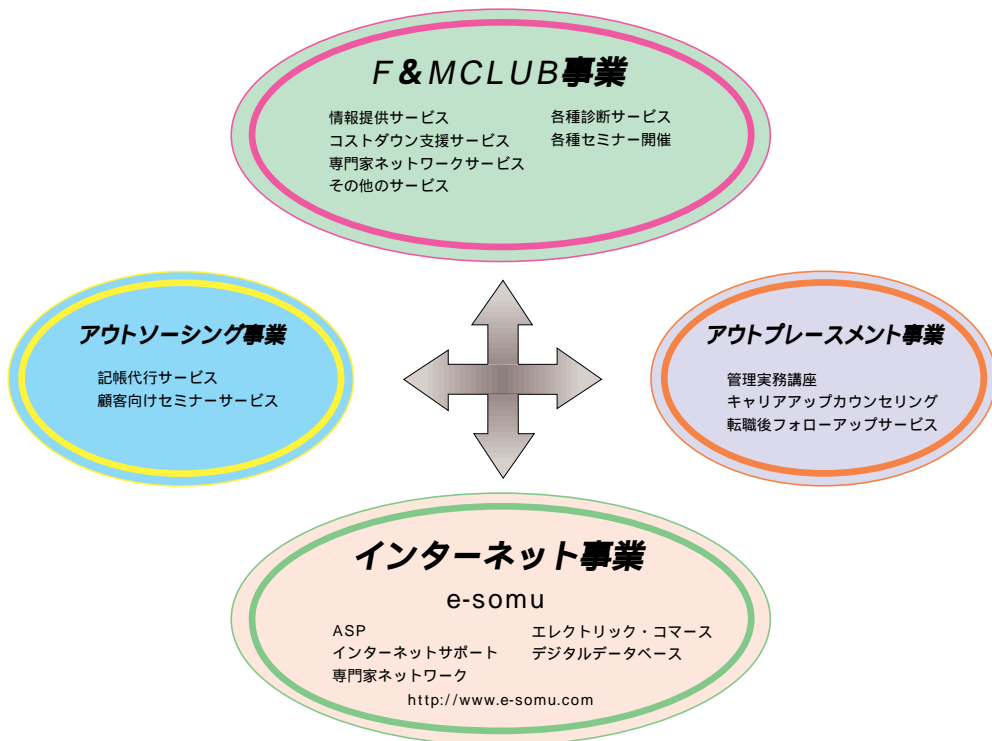 F&MCLUB事業
情報提供サービス
コストダウン支援サービス
専門家ネットワークサービス
その他のサービス
各種診断サービス
各種セミナー開催
アウトソーシング事業
記帳代行サービス
顧客向けセミナーサービス
アウトプレースメント事業
管理実務講座
キャリアアップカウンセリング
転職後フォローアップサービス
インターネット事業
e-somu
ASP
インターネットサポート
専門家ネットワーク
エレクトリック・コマース
デジタルデータベース
http://www.e-somu.com